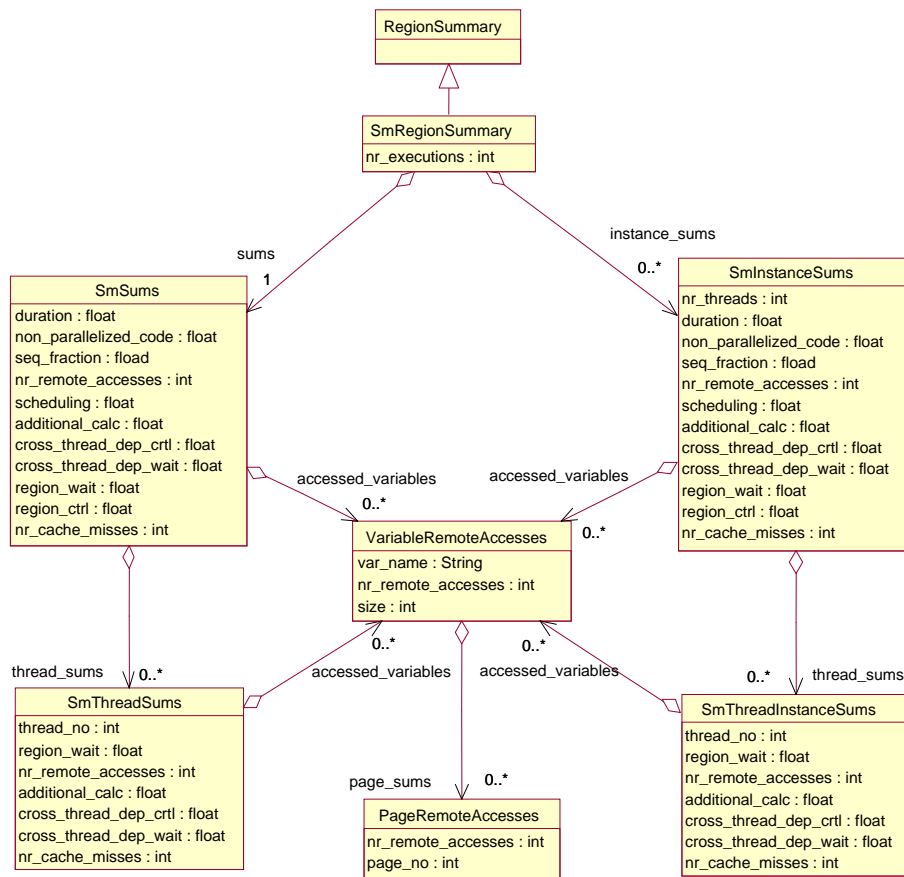 RegionSummary
SmRegionSummary
nr_executions : int
sums
1
instance_sums
0..*
SmSums
duration : float
non_parallelized_code : float
seq_fraction : fload
nr_remote_accesses : int
scheduling : float
additional_calc : float
cross_thread_dep_crtl : float
cross_thread_dep_wait : float
region_wait : float
region_ctrl : float
nr_cache_misses : int
SmInstanceSums
nr_threads : int
duration : float
non_parallelized_code : float
seq_fraction : fload
nr_remote_accesses : int
scheduling : float
additional_calc : float
cross_thread_dep_crtl : float
cross_thread_dep_wait : float
region_wait : float
region_ctrl : float
nr_cache_misses : int
accessed_variables
0..*
accessed_variables
0..*
VariableRemoteAccesses
var_name : String
nr_remote_accesses : int
size : int
thread_sums
0..*
0..*
accessed_variables
0..*
accessed_variables
0..*
thread_sums
SmThreadSums
thread_no : int
region_wait : float
nr_remote_accesses : int
additional_calc : float
cross_thread_dep_crtl : float
cross_thread_dep_wait : float
nr_cache_misses : int
page_sums
0..*
PageRemoteAccesses
nr_remote_accesses : int
page_no : int
SmThreadInstanceSums
thread_no : int
region_wait : float
nr_remote_accesses : int
additional_calc : float
cross_thread_dep_crtl : float
cross_thread_dep_wait : float
nr_cache_misses : int